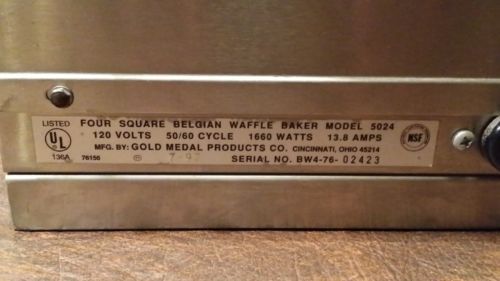 LISTED FOUR SQUARE BELGIAN WAFFLE BAKER MODEL 5024
UL 120 VOLTS 50/60 CYCLE 1660 WATTS 13.8 AMPS NSF
MFG. BY: GOLD MEDAL PRODUCTS CO. CINCINNATI, OHIO 45214
136A 76156 SERIAL NO. BW4-76-02423